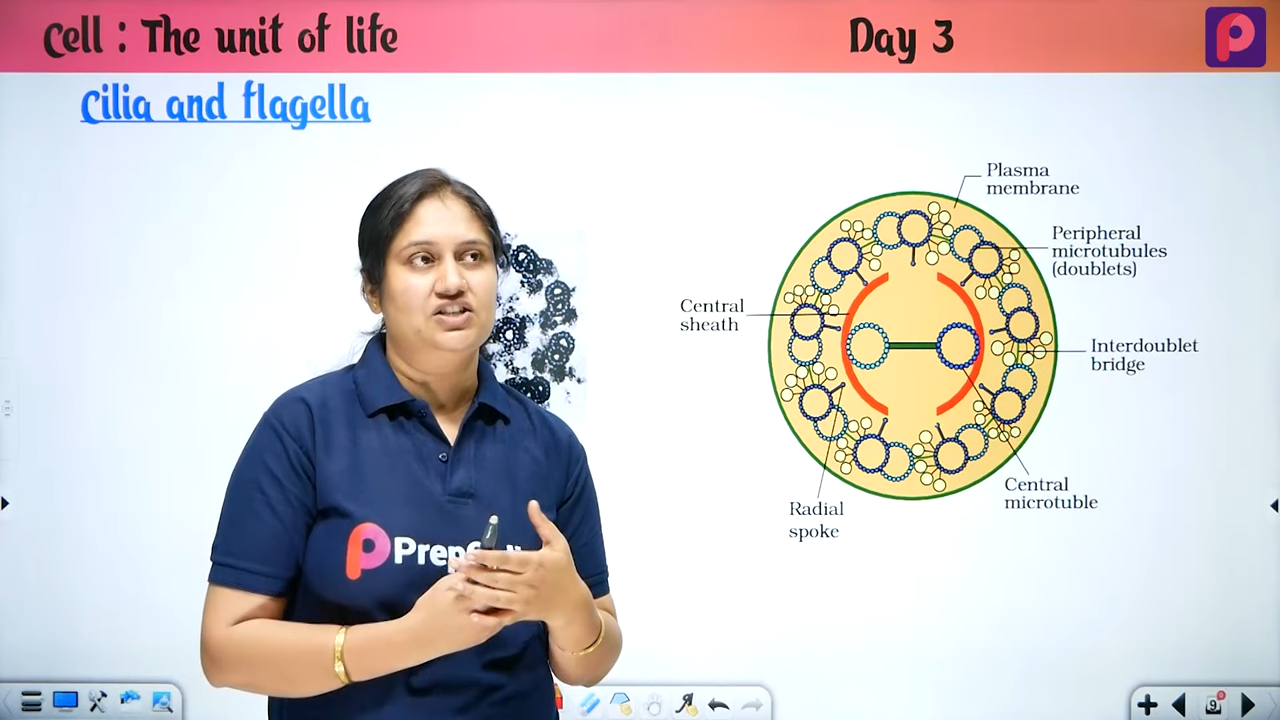 Cell : The unit of life
Day 3
Cilia and flagella
Plasma
membrane
Peripheral
microtubules
(doublets)
Central
sheath
Interdoublet
bridge
Central
microtuble
Radial
spoke
9